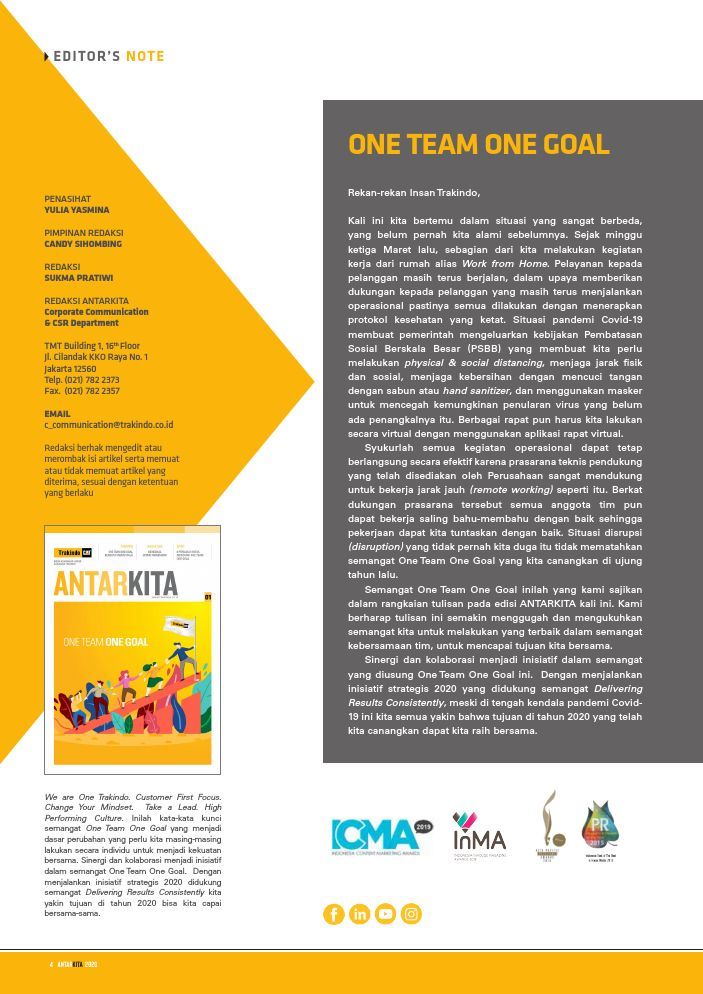 EDITOR'S NOTE
PENASIHAT
YULIA YASMINA
PIMPINAN REDAKSI
CANDY SIHOMBING
REDAKSI
SUKMA PRATIWI
REDAKSI ANTARKITA
Corporate Communication
& CSR Department
TMT Building 1, 16th Floor
Jl. Cilandak KKO Raya No. 1
Jakarta 12560
Telp. (021) 782 2373
Fax. (021) 782 2357
EMAIL
c_communication@trakindo.co.id
Redaksi berhak mengedit atau
merombak isi artikel serta memuat
atau tidak memuat artikel yang
diterima, sesuai dengan ketentuan
yang berlaku
Trakindo CAT
ANTARKITA
01
ONE TEAM ONE GOAL
We are One Trakindo. Customer First Focus.
Change Your Mindset. Take a Lead. High
Performing Culture. Inilah kata-kata kunci
semangat One Team One Goal yang menjadi
dasar perubahan yang perlu kita masing-masing
lakukan secara individu untuk menjadi kekuatan
bersama. Sinergi dan kolaborasi menjadi inisiatif
dalam semangat One Team One Goal. Dengan
menjalankan inisiatif strategis 2020 didukung
semangat Delivering Results Consistently kita
yakin tujuan di tahun 2020 bisa kita capai
bersama-sama.
ONE TEAM ONE GOAL
Rekan-rekan Insan Trakindo,
Kali ini kita bertemu dalam situasi yang sangat berbeda,
yang belum pernah kita alami sebelumnya. Sejak minggu
ketiga Maret lalu, sebagian dari kita melakukan kegiatan
kerja dari rumah alias Work from Home. Pelayanan kepada
pelanggan masih terus berjalan, dalam upaya memberikan
dukungan kepada pelanggan yang masih terus menjalankan
operasional pastinya semua dilakukan dengan menerapkan
protokol kesehatan yang ketat. Situasi pandemi Covid-19
membuat pemerintah mengeluarkan kebijakan Pembatasan
Sosial Berskala Besar (PSBB) yang membuat kita perlu
melakukan physical & social distancing, menjaga jarak fisik
dan sosial, menjaga kebersihan dengan mencuci tangan
dengan sabun atau hand sanitizer, dan menggunakan masker
untuk mencegah kemungkinan penularan virus yang belum
ada penangkalnya itu. Berbagai rapat pun harus kita lakukan
secara virtual dengan menggunakan aplikasi rapat virtual.
Syukurlah semua kegiatan operasional dapat tetap
berlangsung secara efektif karena prasarana teknis pendukung
yang telah disediakan oleh Perusahaan sangat mendukung
untuk bekerja jarak jauh (remote working) seperti itu. Berkat
dukungan prasarana tersebut semua anggota tim pun
dapat bekerja saling bahu-membahu dengan baik sehingga
pekerjaan dapat kita tuntaskan dengan baik. Situasi disrupsi
(disruption) yang tidak pernah kita duga itu tidak mematahkan
semangat One Team One Goal yang kita canangkan di ujung
tahun lalu.
Semangat One Team One Goal inilah yang kami sajikan
dalam rangkaian tulisan pada edisi ANTARKITA kali ini. Kami
berharap tulisan ini semakin menggugah dan mengukuhkan
semangat kita untuk melakukan yang terbaik dalam semangat
kebersamaan tim, untuk mencapai tujuan kita bersama.
Sinergi dan kolaborasi menjadi inisiatif dalam semangat
yang diusung One Team One Goal ini. Dengan menjalankan
inisiatif strategis 2020 yang didukung semangat Delivering
Results Consistently, meski di tengah kendala pandemi Covid-
19 ini kita semua yakin bahwa tujuan di tahun 2020 yang telah
kita canangkan dapat kita raih bersama.
ICMA 2019
INDONESIA CONTENT MARKETING AWARDS
InMA
PR
2015
4 ANTARKITA 2020